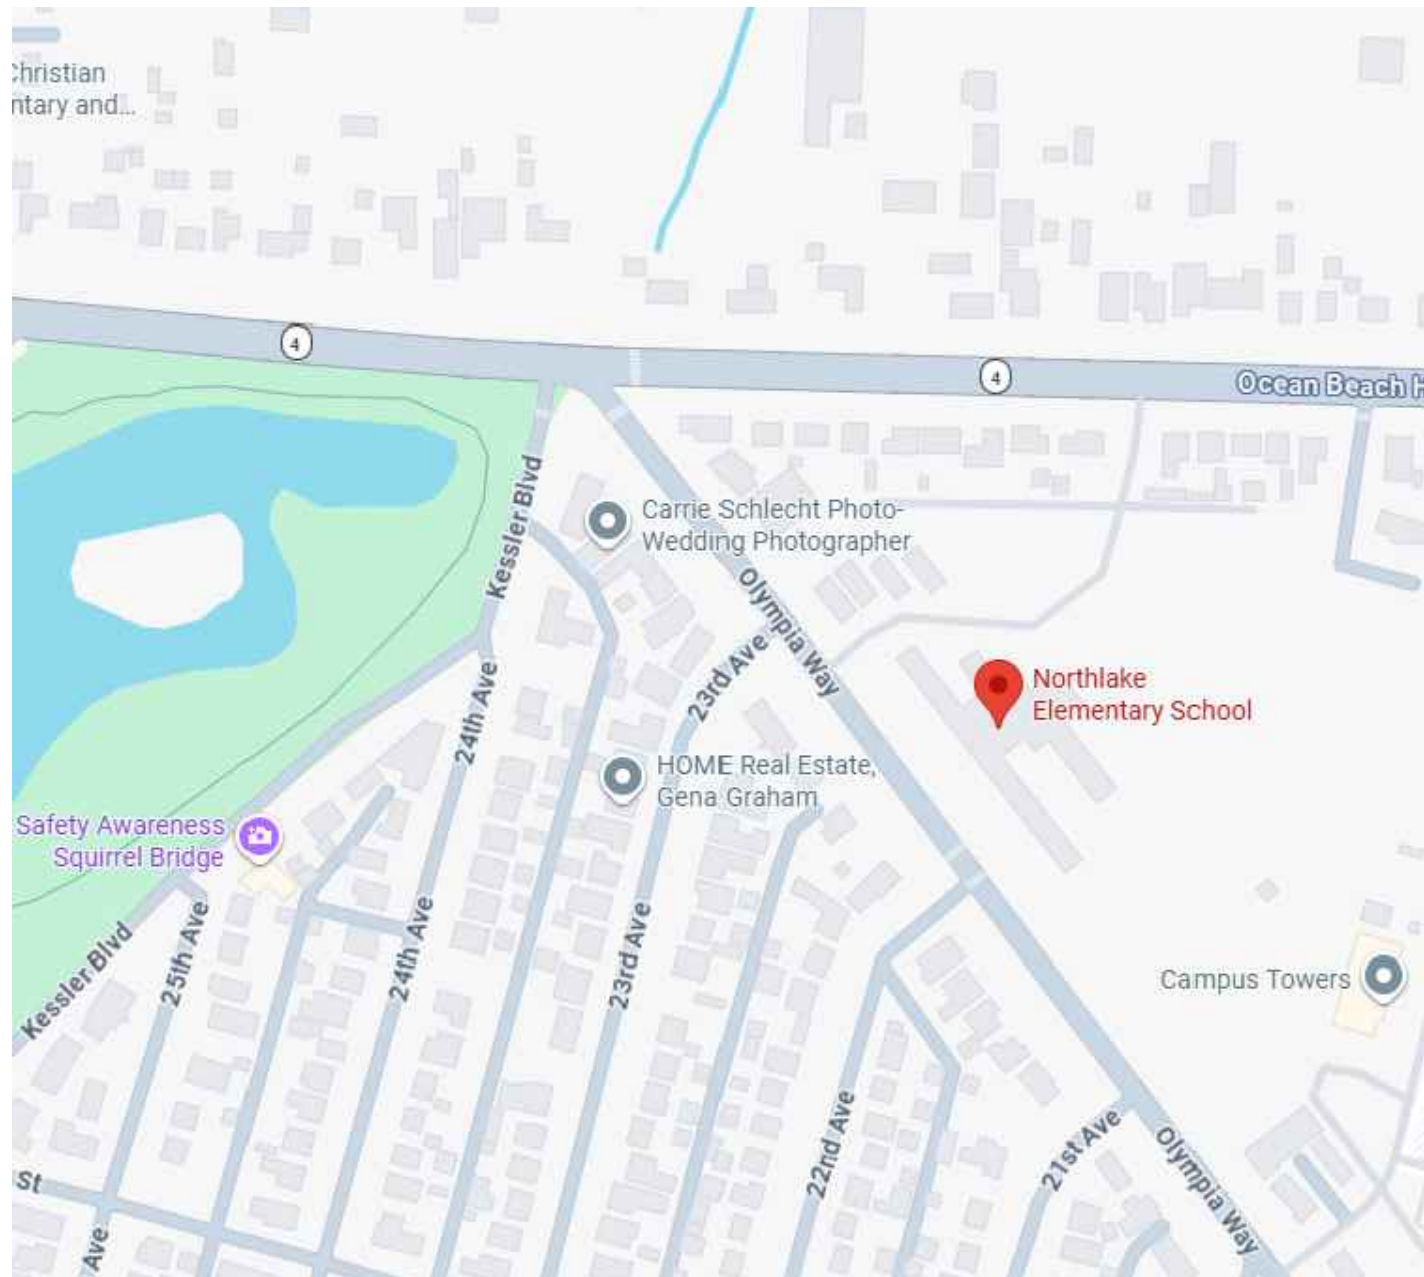 Christian
ntary and...
4
4
Ocean Beach H
Kessler Blvd
Carrie Schlecht Photo-
Wedding Photographer
Olympia Way
23rd Ave
24th Ave
Northlake
Elementary School
HOME Real Estate,
Gena Graham
Safety Awareness
Squirrel Bridge
Kessler Blvd
25th Ave
24th Ave
23rd Ave
Campus Towers
22nd Ave
21st Ave
Olympia Way
St
Ave